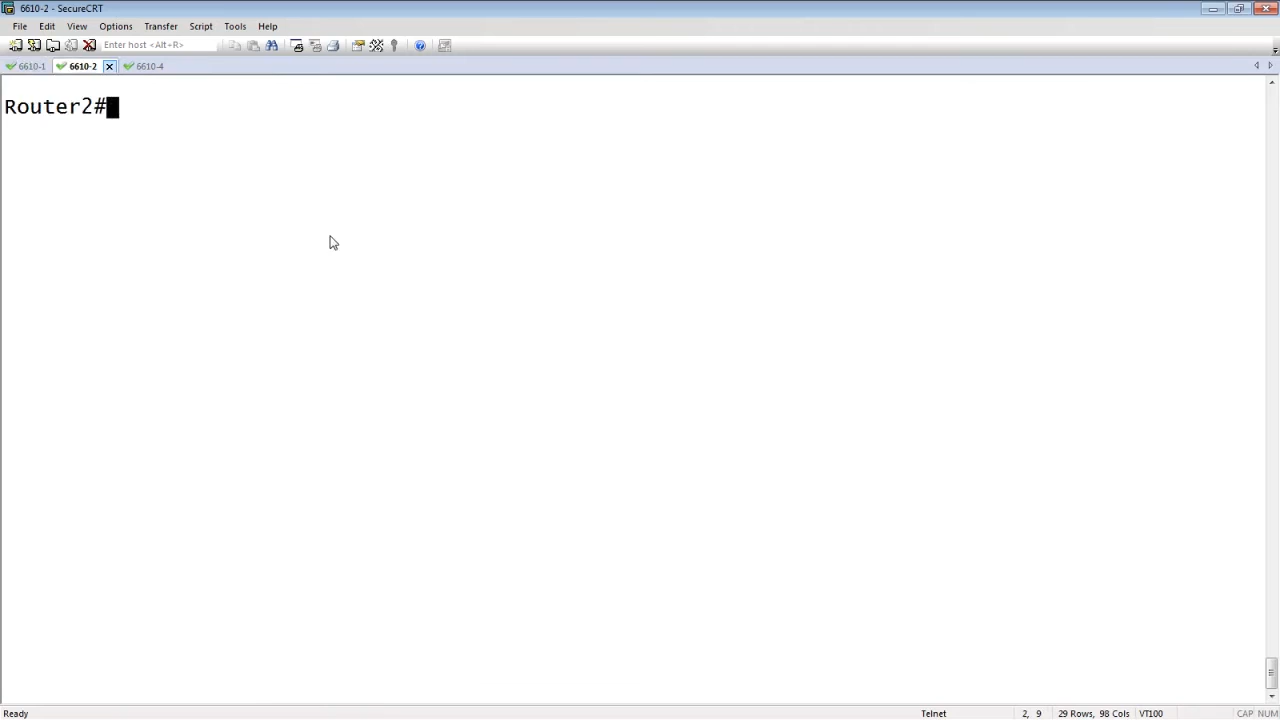 6610-2 - SecureCRT
File Edit View Options Transfer Script Tools Help
Enter host <Alt+R>
6610-1 6610-2 6610-4
Router2#
Ready Telnet 2, 9 29 Rows, 98 Cols VT100 CAP NUM